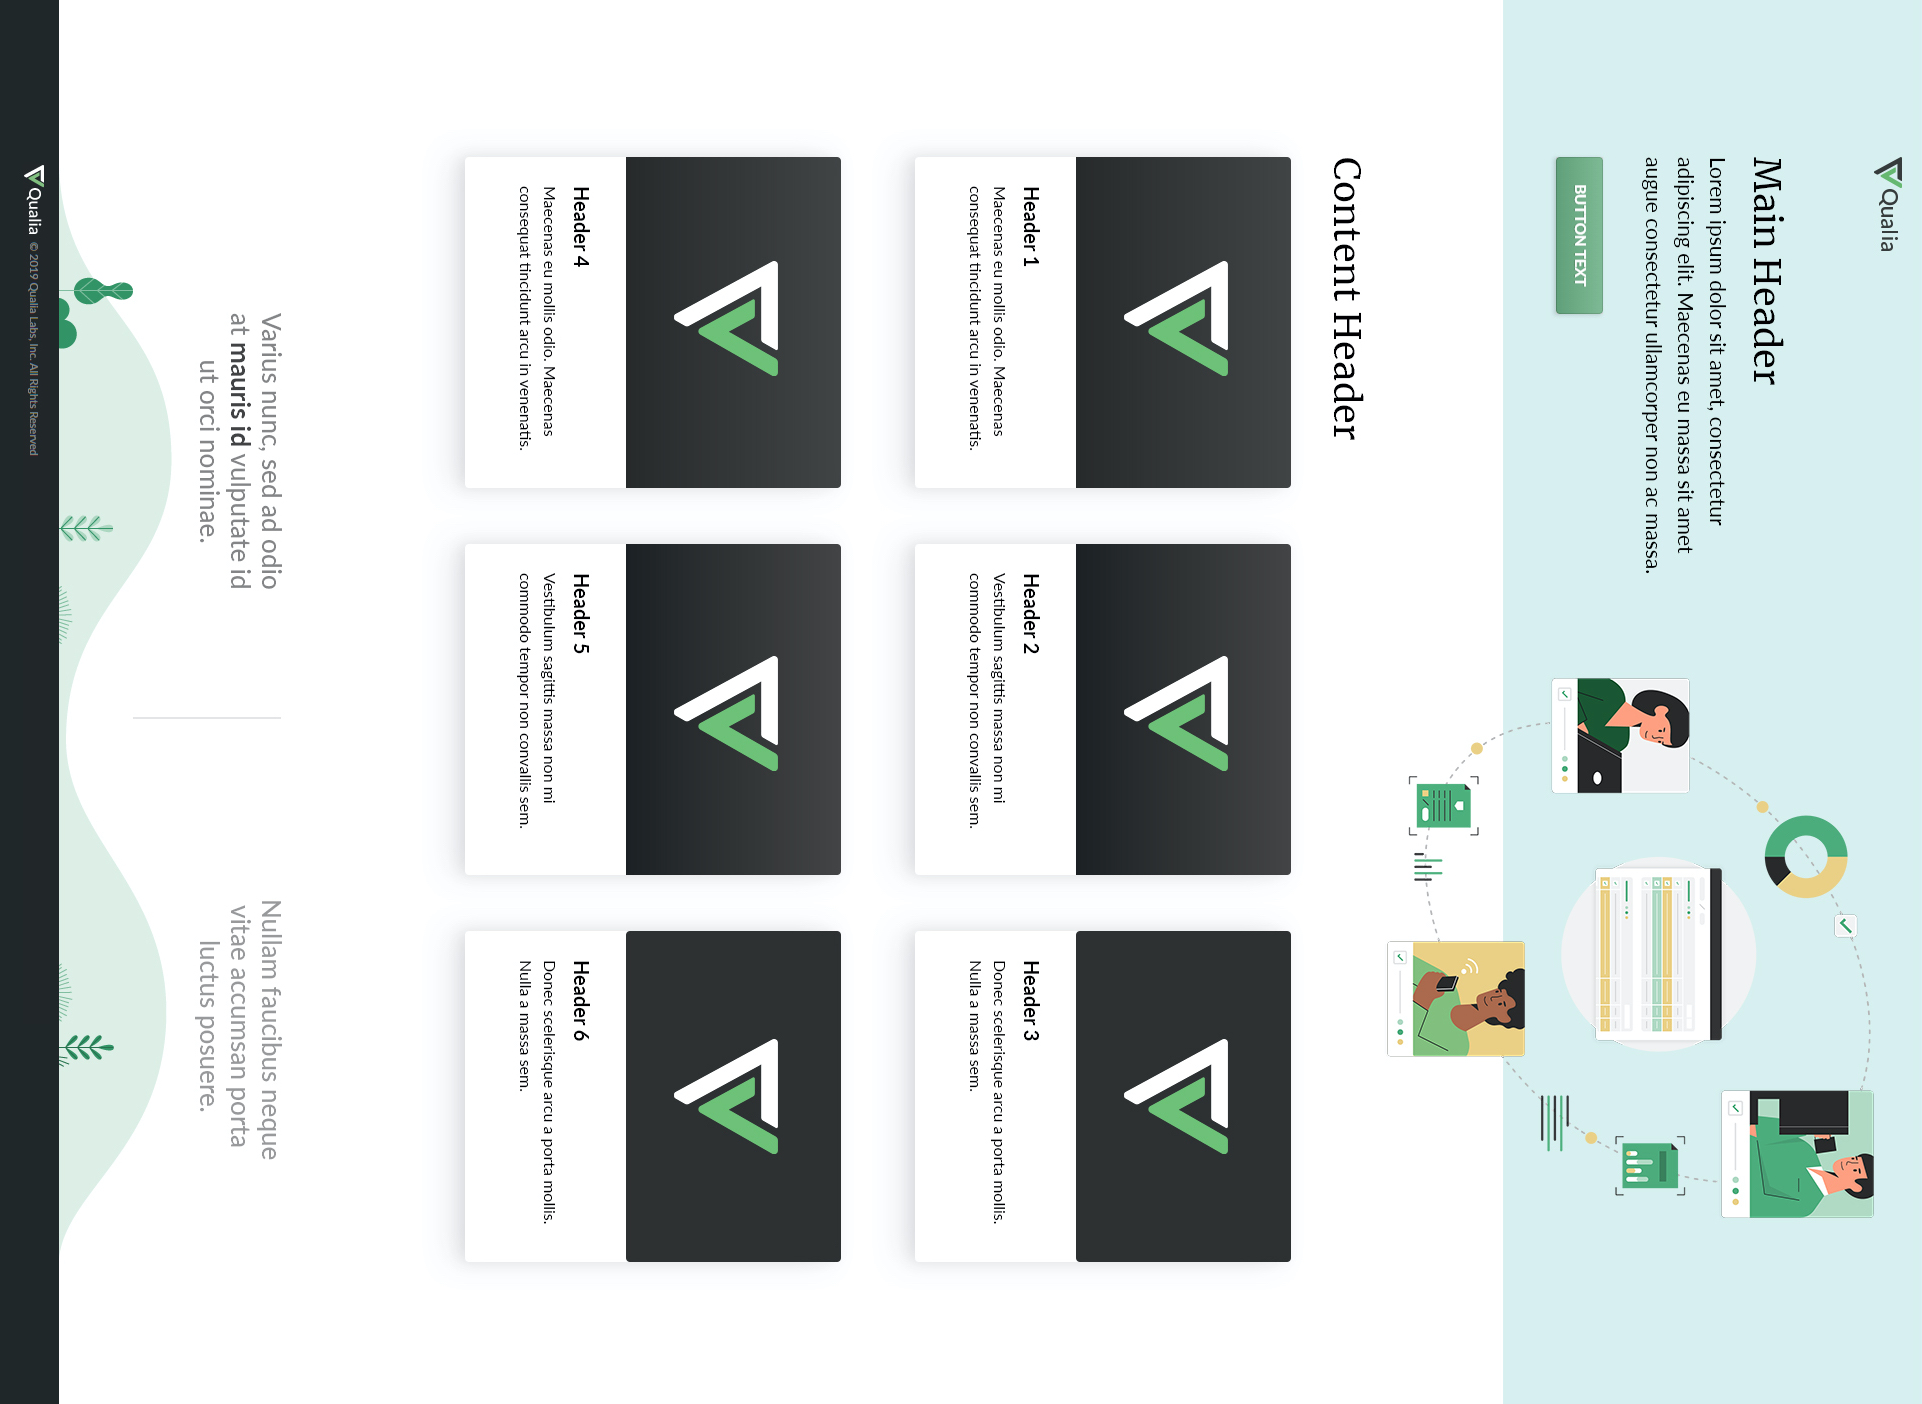 Qualia
Main Header
Lorem ipsum dolor sit amet, consectetur
adipiscing elit. Maecenas eu massa sit amet
augue consectetur ullamcorper non ac massa.
BUTTON TEXT
Content Header
Header 1
Maecenas eu mollis odio. Maecenas
consequat tincidunt arcu in venenatis.
Header 2
Vestibulum sagittis massa non mi
commodo tempor non convallis sem.
Header 3
Donec scelerisque arcu a porta mollis.
Nulla a massa sem.
Header 4
Maecenas eu mollis odio. Maecenas
consequat tincidunt arcu in venenatis.
Header 5
Vestibulum sagittis massa non mi
commodo tempor non convallis sem.
Header 6
Donec scelerisque arcu a porta mollis.
Nulla a massa sem.
Varius nunc, sed ad odio
at mauris id vulputate id
ut orci nominae.
Nullam faucibus neque
vitae accumsan porta
luctus posuere.
Qualia © 2019 Qualia Labs, Inc. All Rights Reserved